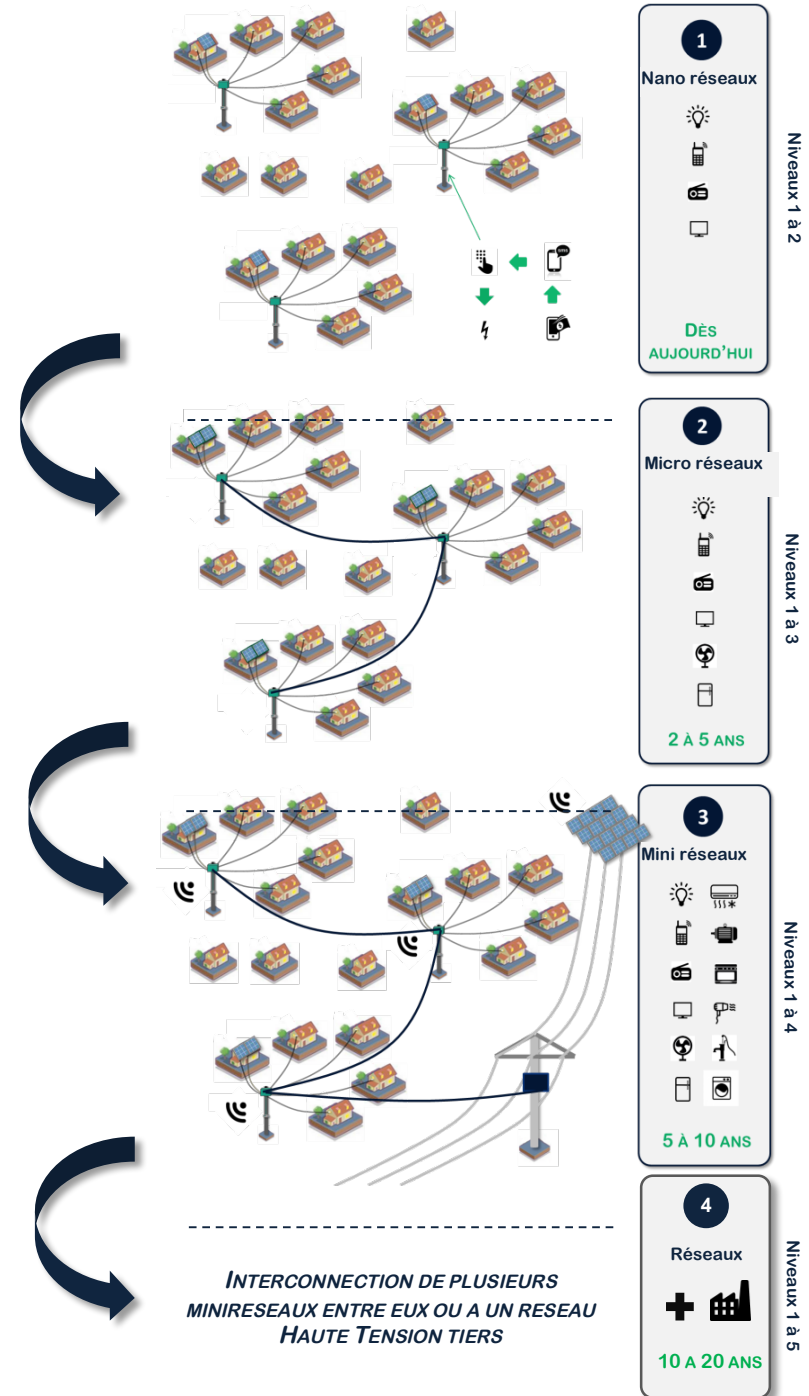 1
Nano réseaux
Niveaux 1 à 2
sms
DÈS
AUJOURD'HUI
2
Micro réseaux
Niveaux 1 à 3
2 À 5 ANS
3
Mini réseaux
Niveaux 1 à 4
5 À 10 ANS
4
Réseaux
Niveaux 1 à 5
INTERCONNECTION DE PLUSIEURS
MINIRESEAUX ENTRE EUX OU A UN RESEAU
HAUTE TENSION TIERS
10 A 20 ANS